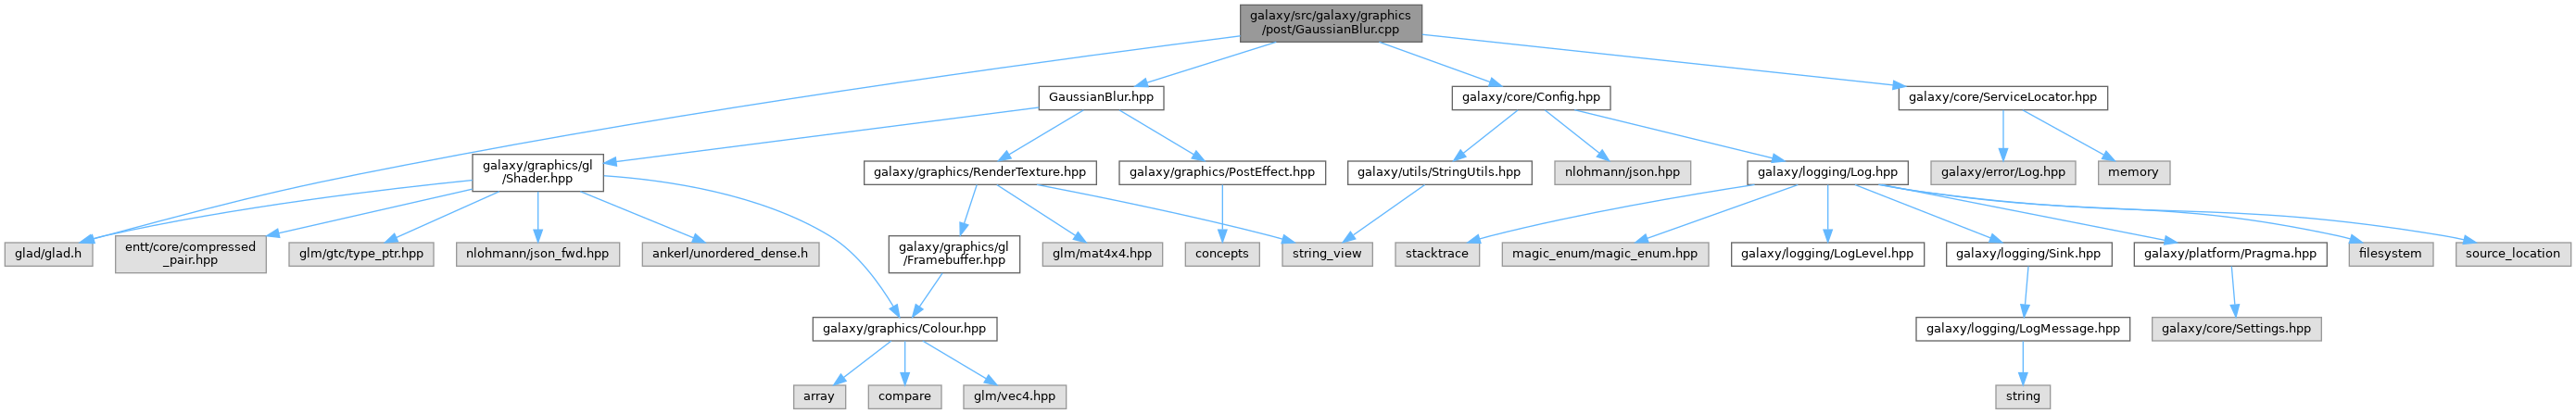 galaxy/src/galaxy/graphics
/post/GaussianBlur.cpp
GaussianBlur.hpp
galaxy/core/Config.hpp
galaxy/core/ServiceLocator.hpp
galaxy/graphics/gl
/Shader.hpp
galaxy/graphics/RenderTexture.hpp
galaxy/graphics/PostEffect.hpp
galaxy/utils/StringUtils.hpp
nlohmann/json.hpp
galaxy/logging/Log.hpp
galaxy/error/Log.hpp
memory
glad/glad.h
entt/core/compressed
_pair.hpp
glm/gtc/type_ptr.hpp
nlohmann/json_fwd.hpp
ankerl/unordered_dense.h
galaxy/graphics/gl
/Framebuffer.hpp
glm/mat4x4.hpp
concepts
string_view
stacktrace
magic_enum/magic_enum.hpp
galaxy/logging/LogLevel.hpp
galaxy/logging/Sink.hpp
galaxy/platform/Pragma.hpp
filesystem
source_location
galaxy/graphics/Colour.hpp
galaxy/logging/LogMessage.hpp
galaxy/core/Settings.hpp
array
compare
glm/vec4.hpp
string